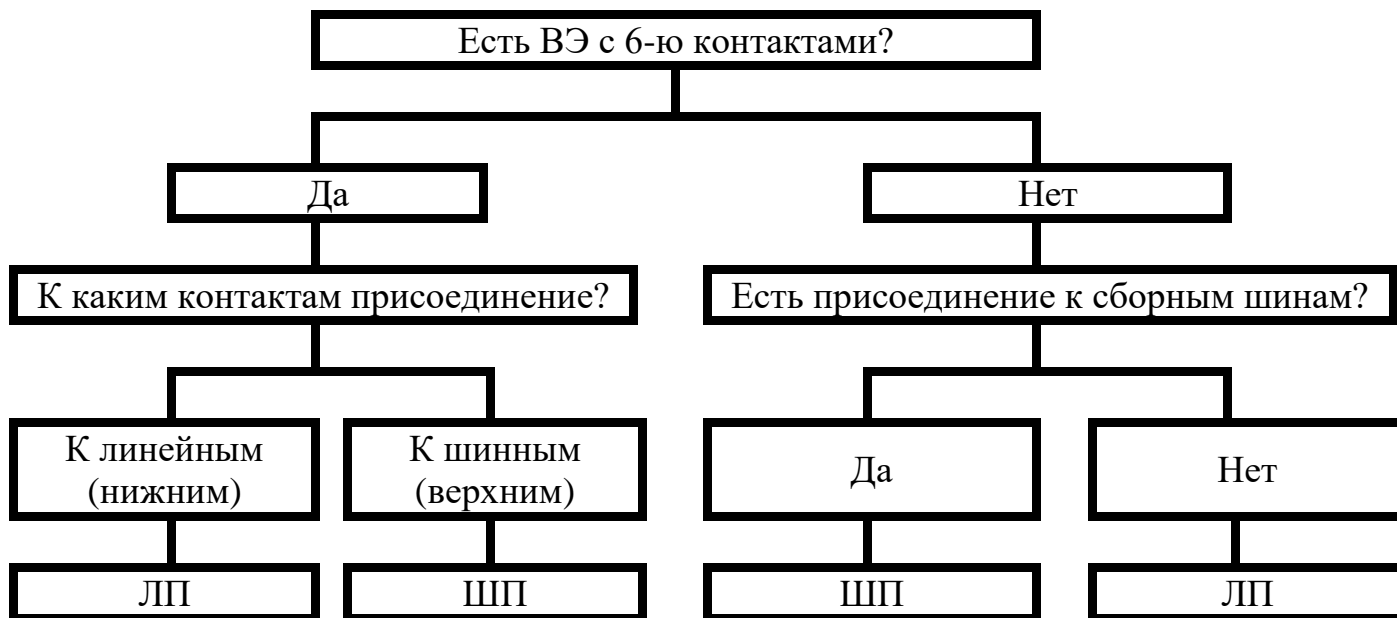 Есть ВЭ с 6-ю контактами?
Да
Нет
К каким контактам присоединение?
Есть присоединение к сборным шинам?
К линейным
(нижним)
К шинным
(верхним)
Да
Нет
ЛП
ШП
ШП
ЛП